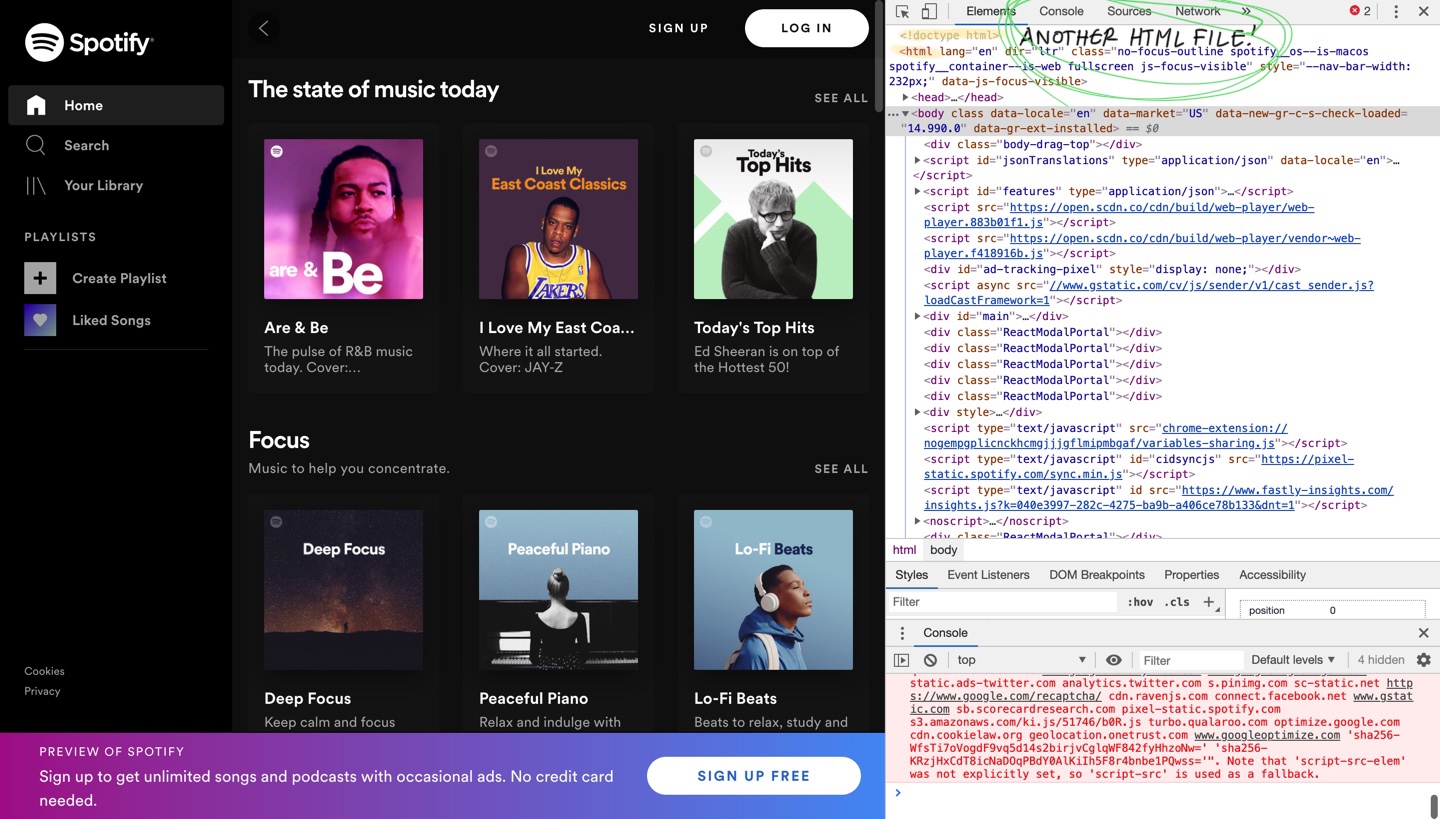 Spotify
Home
Search
Your Library
PLAYLISTS
Create Playlist
Liked Songs
Cookies
Privacy
SIGN UP
LOG IN
The state of music today
SEE ALL
are & Be
I Love My
East Coast Classics
Today's
Top Hits
Are & Be
The pulse of R&B music
today. Cover:…
I Love My East Coa…
Where it all started.
Cover: JAY-Z
Today's Top Hits
Ed Sheeran is on top of
the Hottest 50!
Focus
Music to help you concentrate.
SEE ALL
Deep Focus
Peaceful Piano
Lo-Fi Beats
Deep Focus
Keep calm and focus
Peaceful Piano
Relax and indulge with
Lo-Fi Beats
Beats to relax, study and
PREVIEW OF SPOTIFY
Sign up to get unlimited songs and podcasts with occasional ads. No credit card
needed.
SIGN UP FREE
Elements Console Sources Network » 2
ANOTHER HTML FILE!
<!doctype html>
<html lang="en" dir="ltr" class="no-focus-outline spotify__os--is-macos
spotify__container--is-web fullscreen js-focus-visible" style="--nav-bar-width:
232px;" data-js-focus-visible>
<head>…</head>
<body class data-locale="en" data-market="US" data-new-gr-c-s-check-loaded=
"14.990.0" data-gr-ext-installed> == $0
<div class="body-drag-top"></div>
<script id="jsonTranslations" type="application/json" data-locale="en">…
</script>
<script id="features" type="application/json">…</script>
<script src="https://open.scdn.co/cdn/build/web-player/web-
player.883b01f1.js"></script>
<script src="https://open.scdn.co/cdn/build/web-player/vendor~web-
player.f418916b.js"></script>
<div id="ad-tracking-pixel" style="display: none;"></div>
<script async src="//www.gstatic.com/cv/js/sender/v1/cast_sender.js?
loadCastFramework=1"></script>
<div id="main">…</div>
<div class="ReactModalPortal"></div>
<div class="ReactModalPortal"></div>
<div class="ReactModalPortal"></div>
<div class="ReactModalPortal"></div>
<div class="ReactModalPortal"></div>
<div style>…</div>
<script type="text/javascript" src="chrome-extension://
nogempgplicnckhcmgjjjgflmipmbgaf/variables-sharing.js"></script>
<script type="text/javascript" id="cidsyncjs" src="https://pixel-
static.spotify.com/sync.min.js"></script>
<script type="text/javascript" id src="https://www.fastly-insights.com/
insights.js?k=040e3997-282c-4275-ba9b-a406ce78b133&dnt=1"></script>
<noscript>…</noscript>
<div class="ReactModalPortal"></div>
html body
Styles Event Listeners DOM Breakpoints Properties Accessibility
Filter :hov .cls +
position 0
Console
top Filter Default levels 4 hidden
static.ads-twitter.com analytics.twitter.com s.pinimg.com sc-static.net http
s://www.google.com/recaptcha/ cdn.ravenjs.com connect.facebook.net www.gstat
ic.com sb.scorecardresearch.com pixel-static.spotify.com
s3.amazonaws.com/ki.js/51746/b0R.js turbo.qualaroo.com optimize.google.com
cdn.cookielaw.org geolocation.onetrust.com www.googleoptimize.com 'sha256-
WfsTi7oVogdF9vq5d14s2birjvCglqWF842fyHhzoNw=' 'sha256-
KRzjHxCdT8icNaDOqPBdY0AlKiIh5F8r4bnbe1PQwss='". Note that 'script-src-elem'
was not explicitly set, so 'script-src' is used as a fallback.